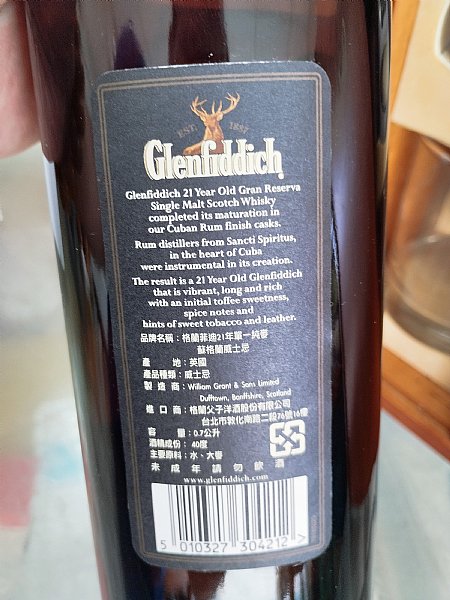 EST. 1887
Glenfiddich
Glenfiddich 21 Year Old Gran Reserva
Single Malt Scotch Whisky
completed its maturation in
our Cuban Rum finish casks.
Rum distillers from Sancti Spiritus,
in the heart of Cuba
were instrumental in its creation.
The result is a 21 Year Old Glenfiddich
that is vibrant, long and rich
with an initial toffee sweetness,
spice notes and
hints of sweet tobacco and leather.
品牌名稱：格蘭菲迪21年單一純麥
蘇格蘭威士忌
產 地：英國
產品種類：威士忌
製造商：William Grant & Sons Limited
Dufftown, Banffshire, Scotland
進口商：格蘭父子洋酒股份有限公司
台北市敦化南路二段76號16樓
容 量：0.7公升
酒精成份：40度
主要原料：水、大麥
未成年請勿飲酒
www.glenfiddich.com
5 010327 304212 >